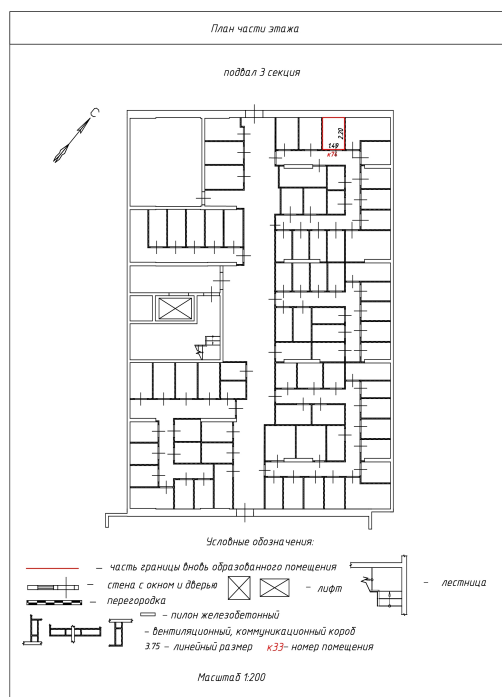 План части этажа
подвал 3 секция
С
2.20
1.49
к76
Условные обозначения:
— часть границы вновь образованного помещения
— стена с окном и дверью
— лифт
— лестница
— перегородка
— пилон железобетонный
— вентиляционный, коммуникационный короб
3.75 — линейный размер к33— номер помещения
Масштаб 1:200